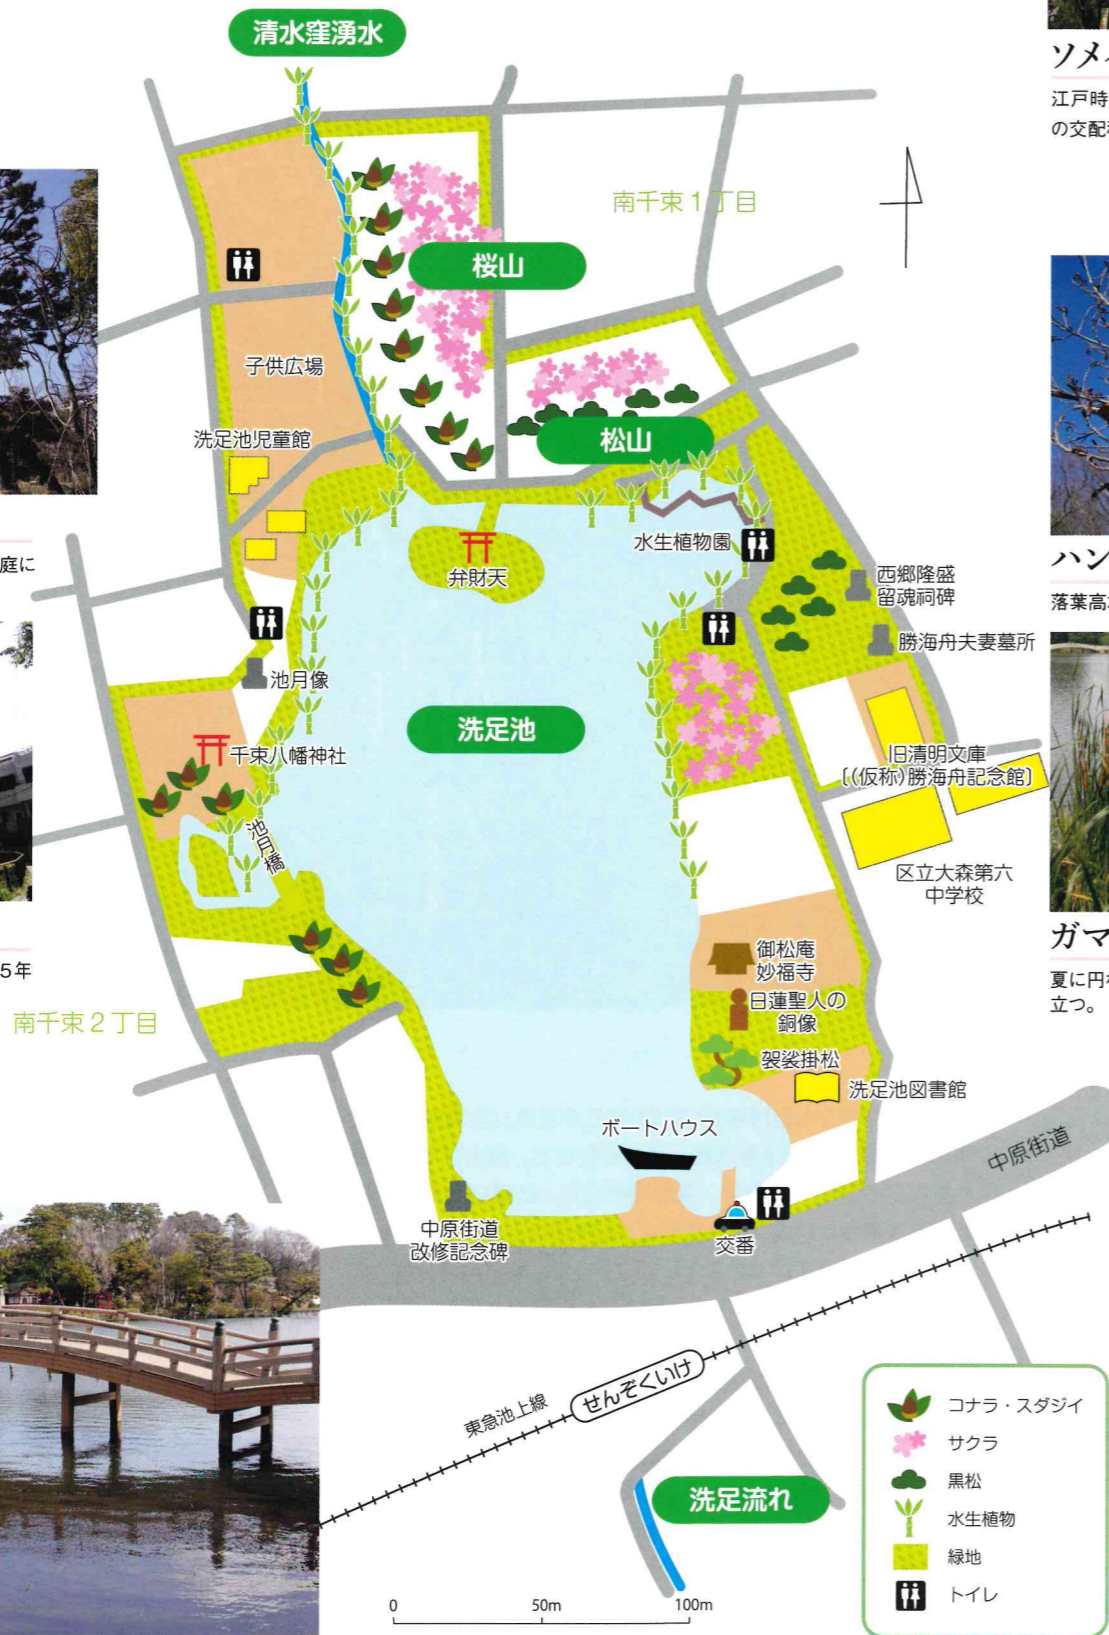 清水窪湧水
ソメイ
江戸時
の交配
南千束1丁目
桜山
子供広場
洗足池児童館
松山
水生植物園
弁財天
庭に
西郷隆盛
留魂祠碑
勝海舟夫妻墓所
ハン
落葉高
池月像
洗足池
千束八幡神社
旧清明文庫
〔(仮称)勝海舟記念館〕
池月橋
区立大森第六
中学校
ガマ
夏に円
立つ。
5年
南千束2丁目
御松庵
妙福寺
日蓮聖人の
銅像
袈裟掛松
洗足池図書館
ボートハウス
中原街道
中原街道
改修記念碑
交番
東急池上線
せんぞくいけ
洗足流れ
コナラ・スダジイ
サクラ
黒松
水生植物
緑地
トイレ
0 50m 100m